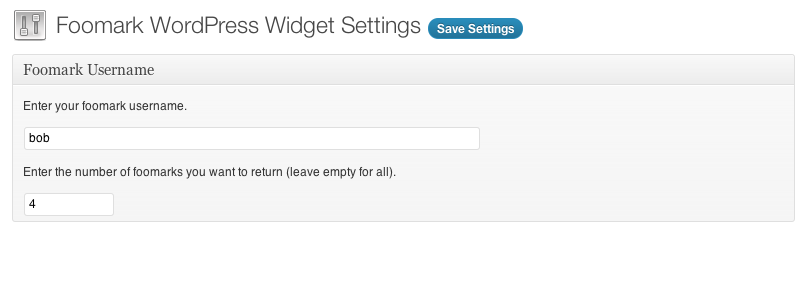 Foomark WordPress Widget Settings Save Settings
Foomark Username
Enter your foomark username.
bob
Enter the number of foomarks you want to return (leave empty for all).
4